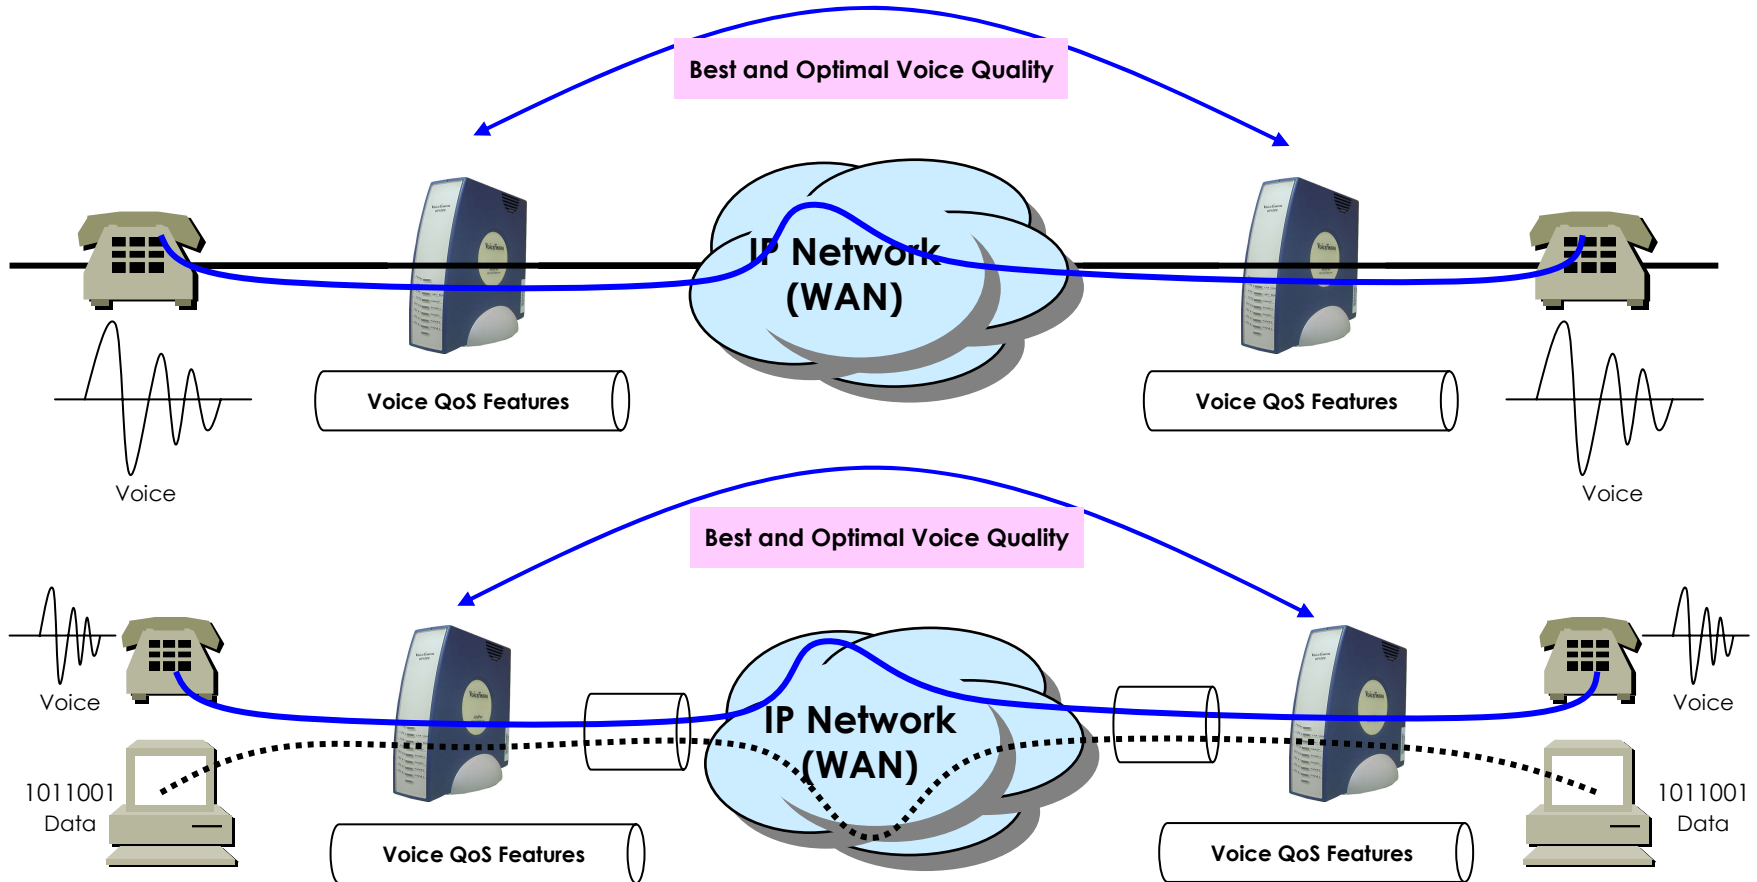 Best and Optimal Voice Quality
IP Network
(WAN)
Voice QoS Features
Voice QoS Features
Voice
Voice
Best and Optimal Voice Quality
Voice
Voice
IP Network
(WAN)
1011001
Data
1011001
Data
Voice QoS Features
Voice QoS Features